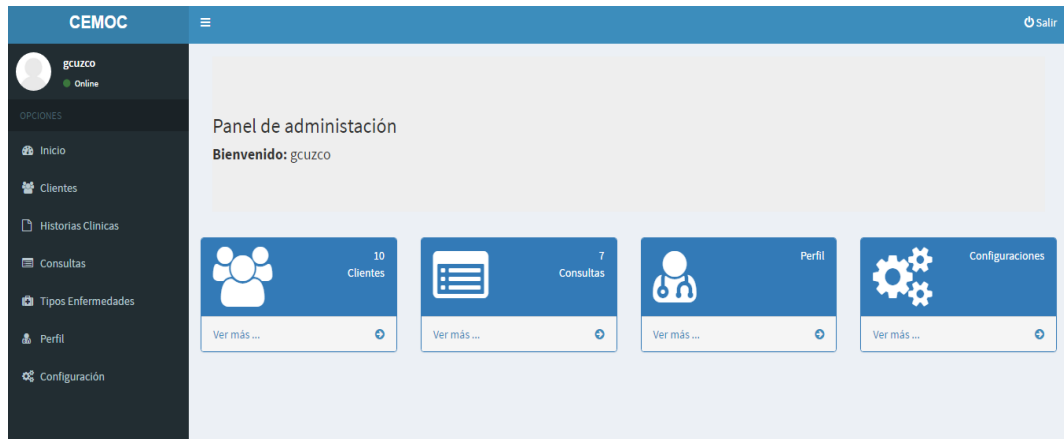 CEMOC
Salir
gcuzco
Online
OPCIONES
Inicio
Clientes
Historias Clinicas
Consultas
Tipos Enfermedades
Perfil
Configuración
Panel de administación
Bienvenido: gcuzco
10
Clientes
Ver más ...
7
Consultas
Ver más ...
Perfil
Ver más ...
Configuraciones
Ver más ...